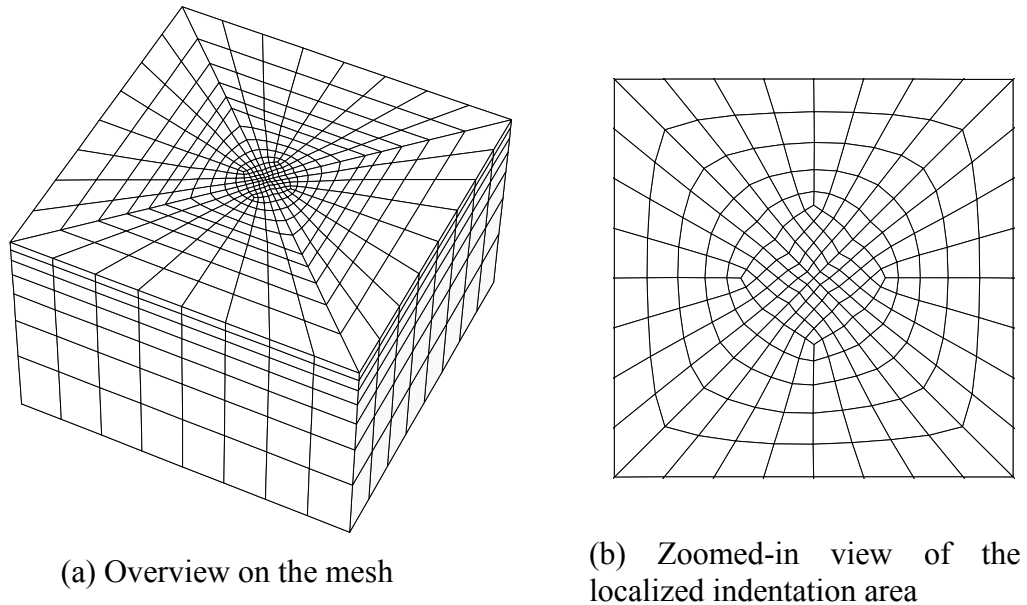 (a) Overview on the mesh
(b) Zoomed-in view of the
localized indentation area